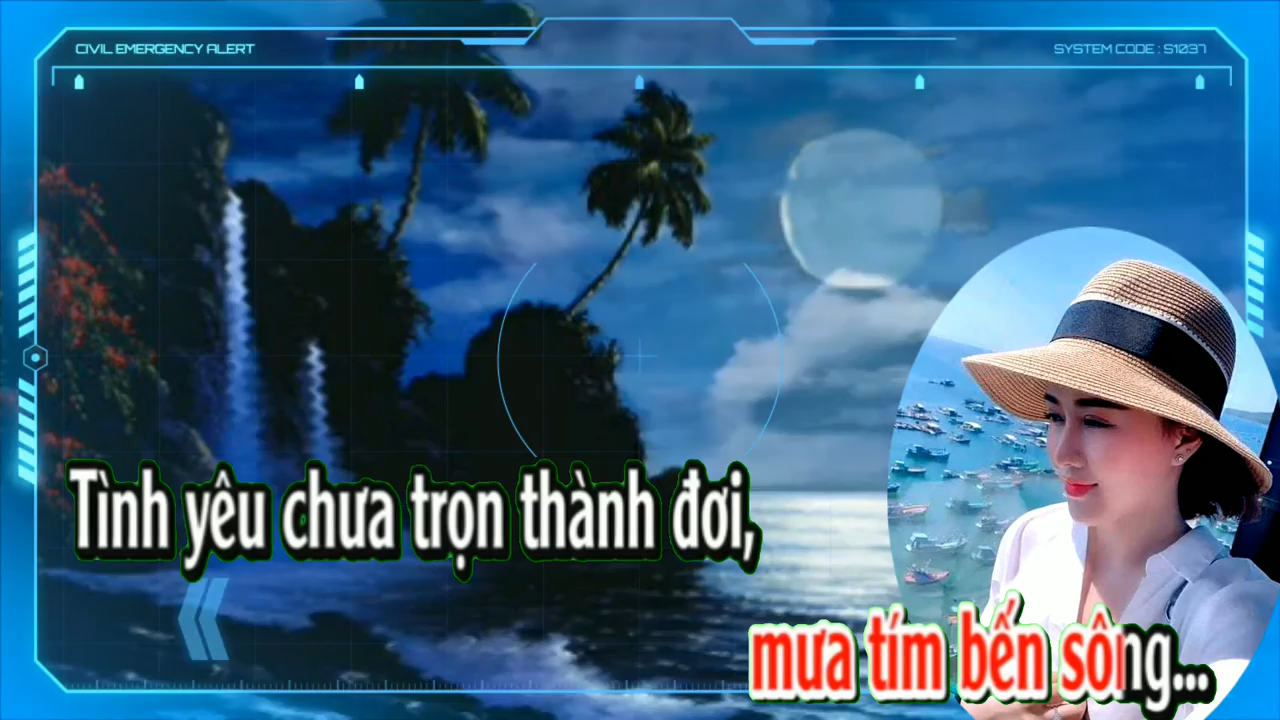 CIVIL EMERGENCY ALERT
SYSTEM CODE : S1037
Tình yêu chưa trọn thành đơi,
mưa tím bến sông...